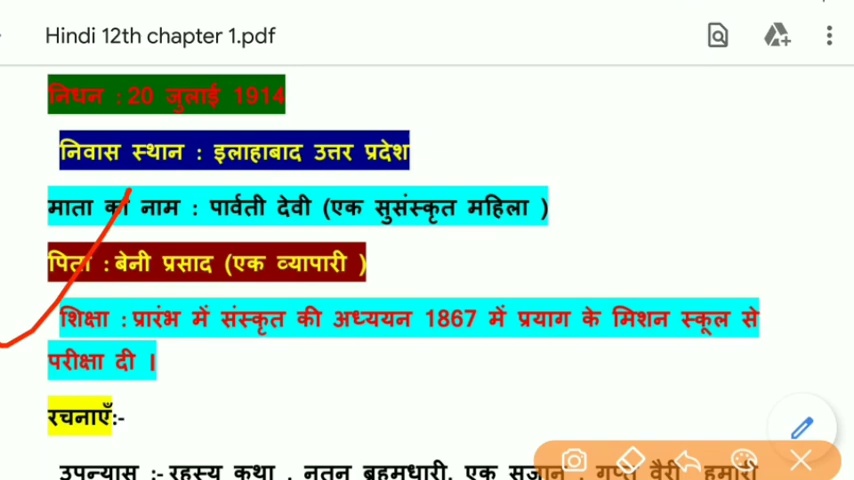 Hindi 12th chapter 1.pdf
निधन : 20 जुलाई 1914
निवास स्थान : इलाहाबाद उत्तर प्रदेश
माता का नाम : पार्वती देवी (एक सुसंस्कृत महिला )
पिता : बेनी प्रसाद (एक व्यापारी )
शिक्षा : प्रारंभ में संस्कृत की अध्ययन 1867 में प्रयाग के मिशन स्कूल से
परीक्षा दी ।
रचनाएँ:-
उपन्यास :- रहस्य कथा , नूतन ब्रह्मचारी, एक सुजान , गुप्त वैरी हमारी